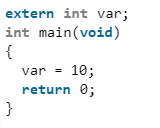 extern int var;
int main(void)
{
  var = 10;
  return 0;
}